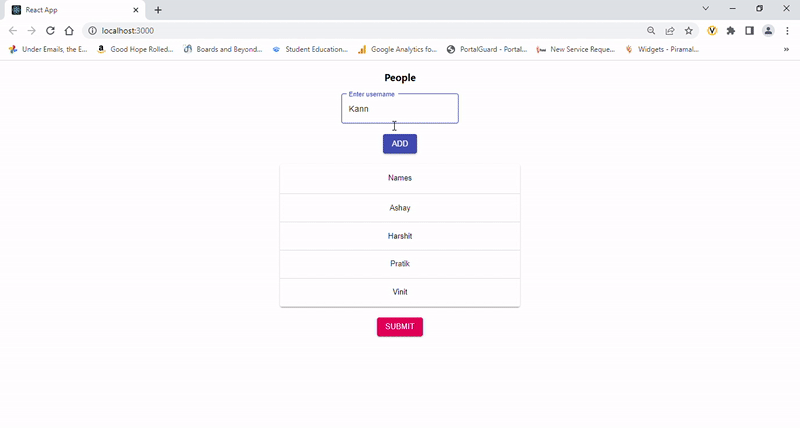 React App
localhost:3000
Under Emails, the E...
Good Hope Rolled...
Boards and Beyond...
Student Education...
Google Analytics fo...
PortalGuard - Portal...
New Service Reque...
Widgets - Piramal...
»
People
Enter username
Kann
ADD
Names
Ashay
Harshit
Pratik
Vinit
SUBMIT